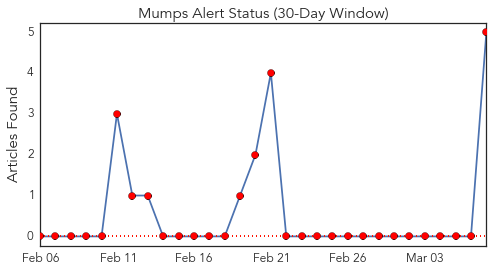 Mumps Alert Status (30-Day Window)
Articles Found
5
4
3
2
1
0
Feb 06
Feb 11
Feb 16
Feb 21
Feb 26
Mar 03